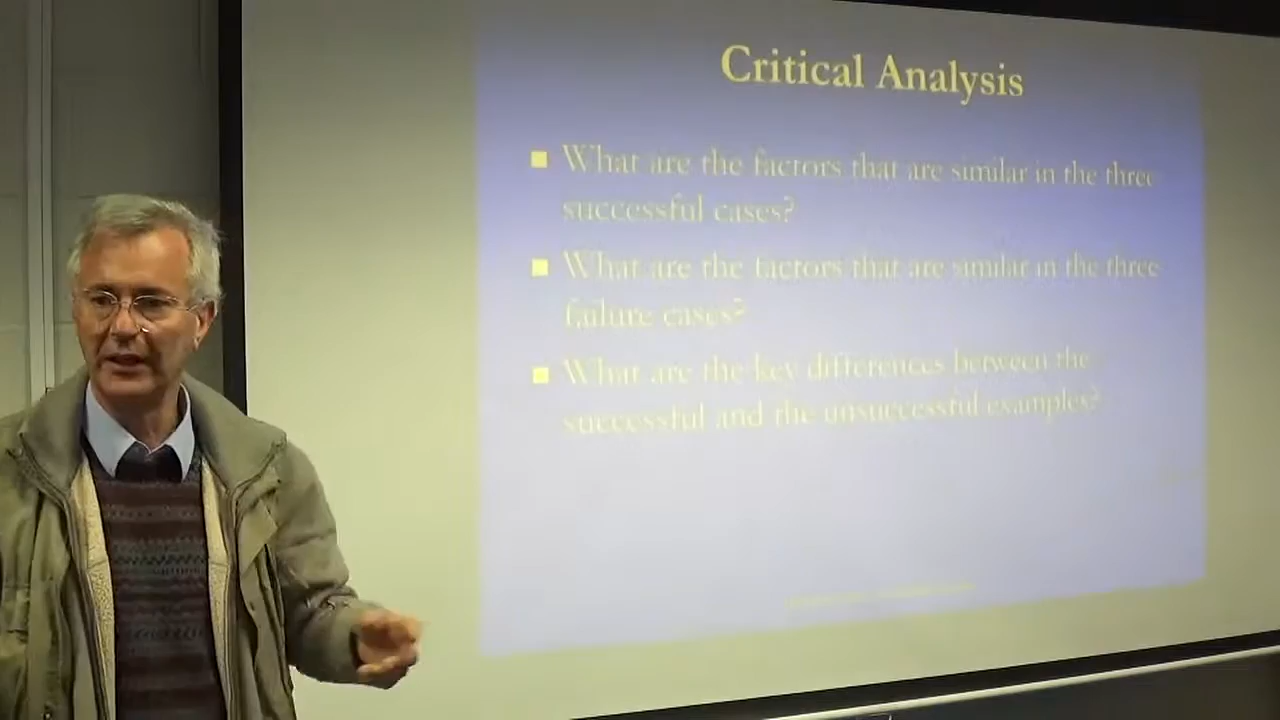 Critical Analysis
What are the factors that are similar in the three
successful cases?
What are the factors that are similar in the three
failure cases?
What are the key differences between the
successful and the unsuccessful examples?